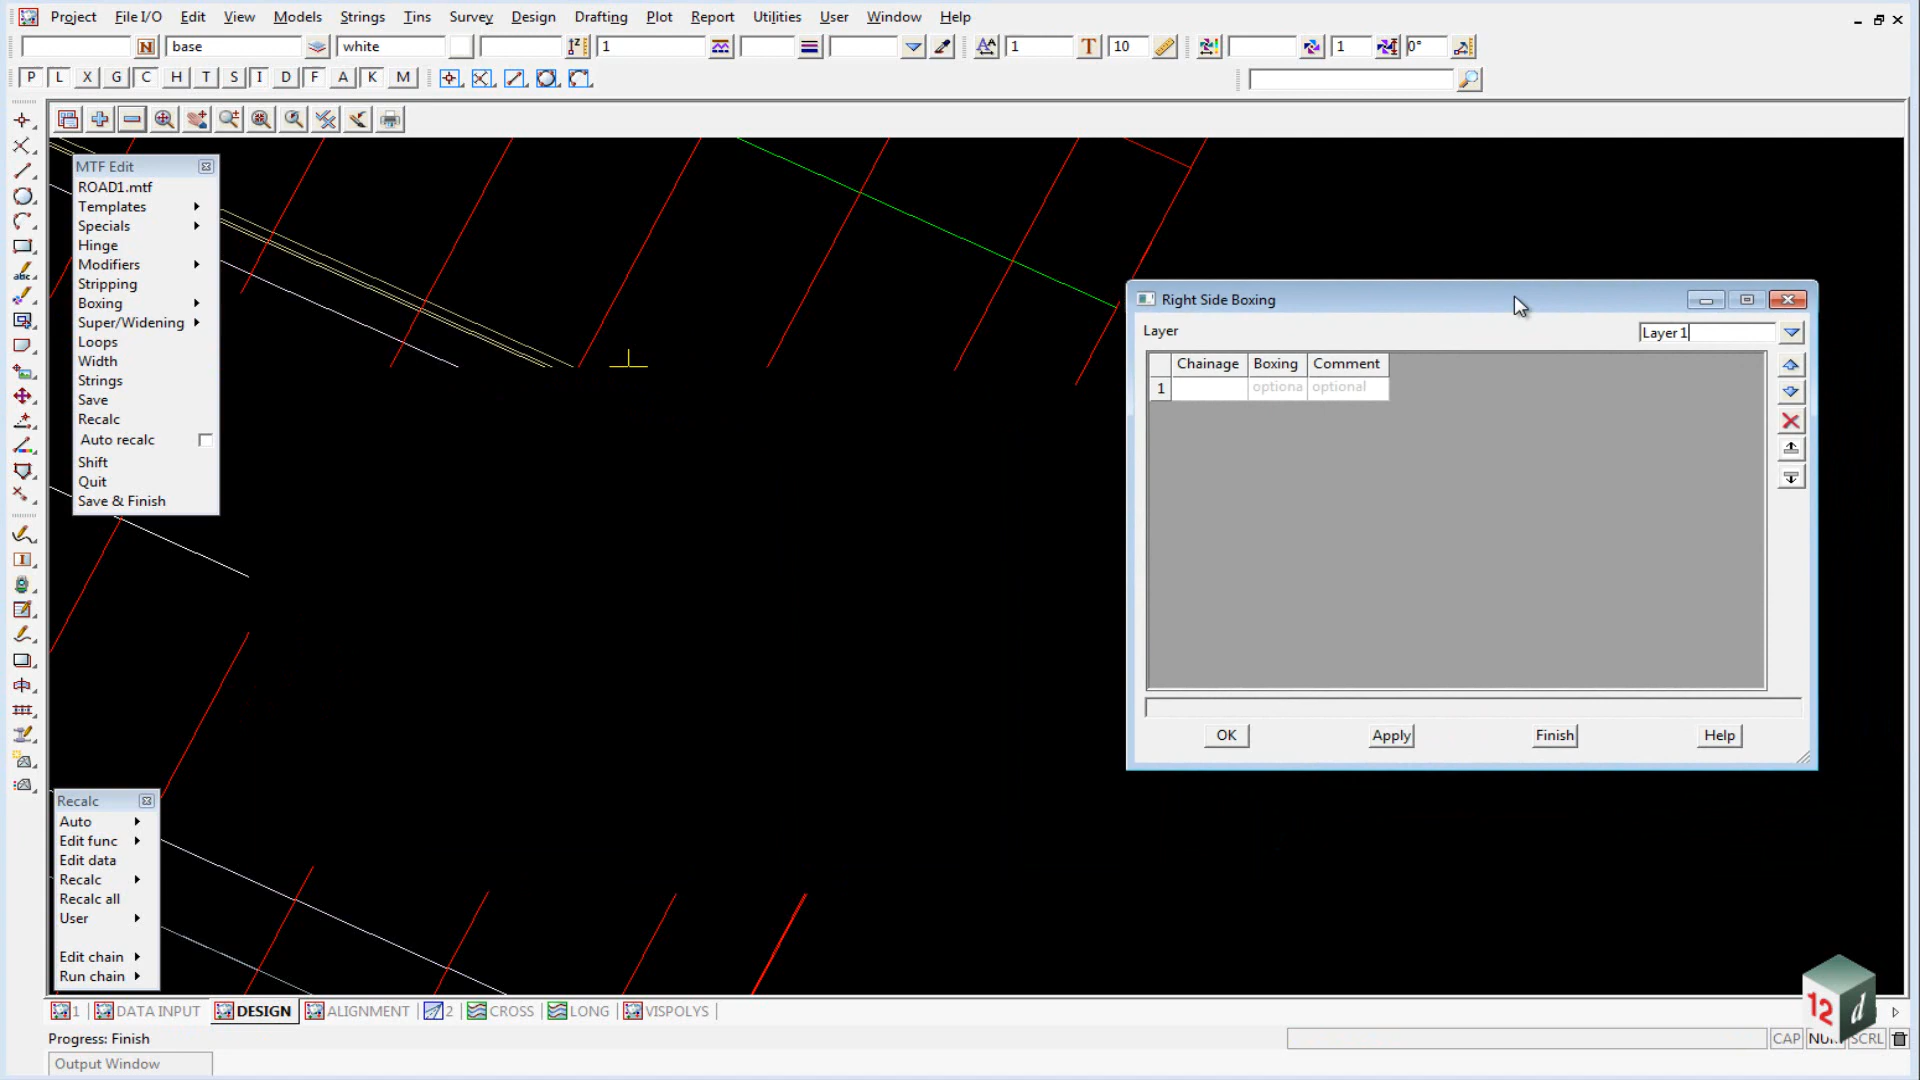 Project File I/O Edit View Models Strings Tins Survey Design Drafting Plot Report Utilities User Window Help
N base white 1 T 1 10 1 0°
P L X G C H T S I D F A K M
MTF Edit
ROAD1.mtf
Templates
Specials
Hinge
Modifiers
Stripping
Boxing
Super/Widening
Loops
Width
Strings
Save
Recalc
Auto recalc
Shift
Quit
Save & Finish
Right Side Boxing
Layer Layer 1
Chainage Boxing Comment
1 optiona optional
OK Apply Finish Help
Recalc
Auto
Edit func
Edit data
Recalc
Recalc all
User
Edit chain
Run chain
1 DATA INPUT DESIGN ALIGNMENT 2 CROSS LONG VISPOLYS
12 d
Progress: Finish
CAP NUM SCRL
Output Window